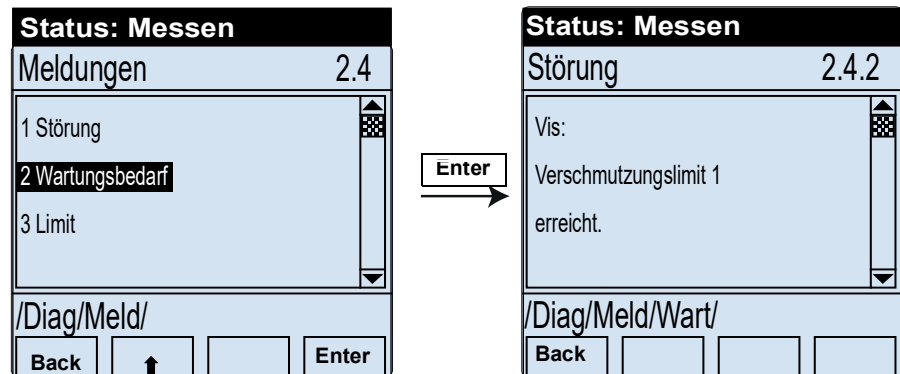 Status: Messen
Meldungen 2.4
1 Störung
2 Wartungsbedarf
3 Limit
/Diag/Meld/
Back Enter
Enter
Status: Messen
Störung 2.4.2
Vis:
Verschmutzungslimit 1
erreicht.
/Diag/Meld/Wart/
Back